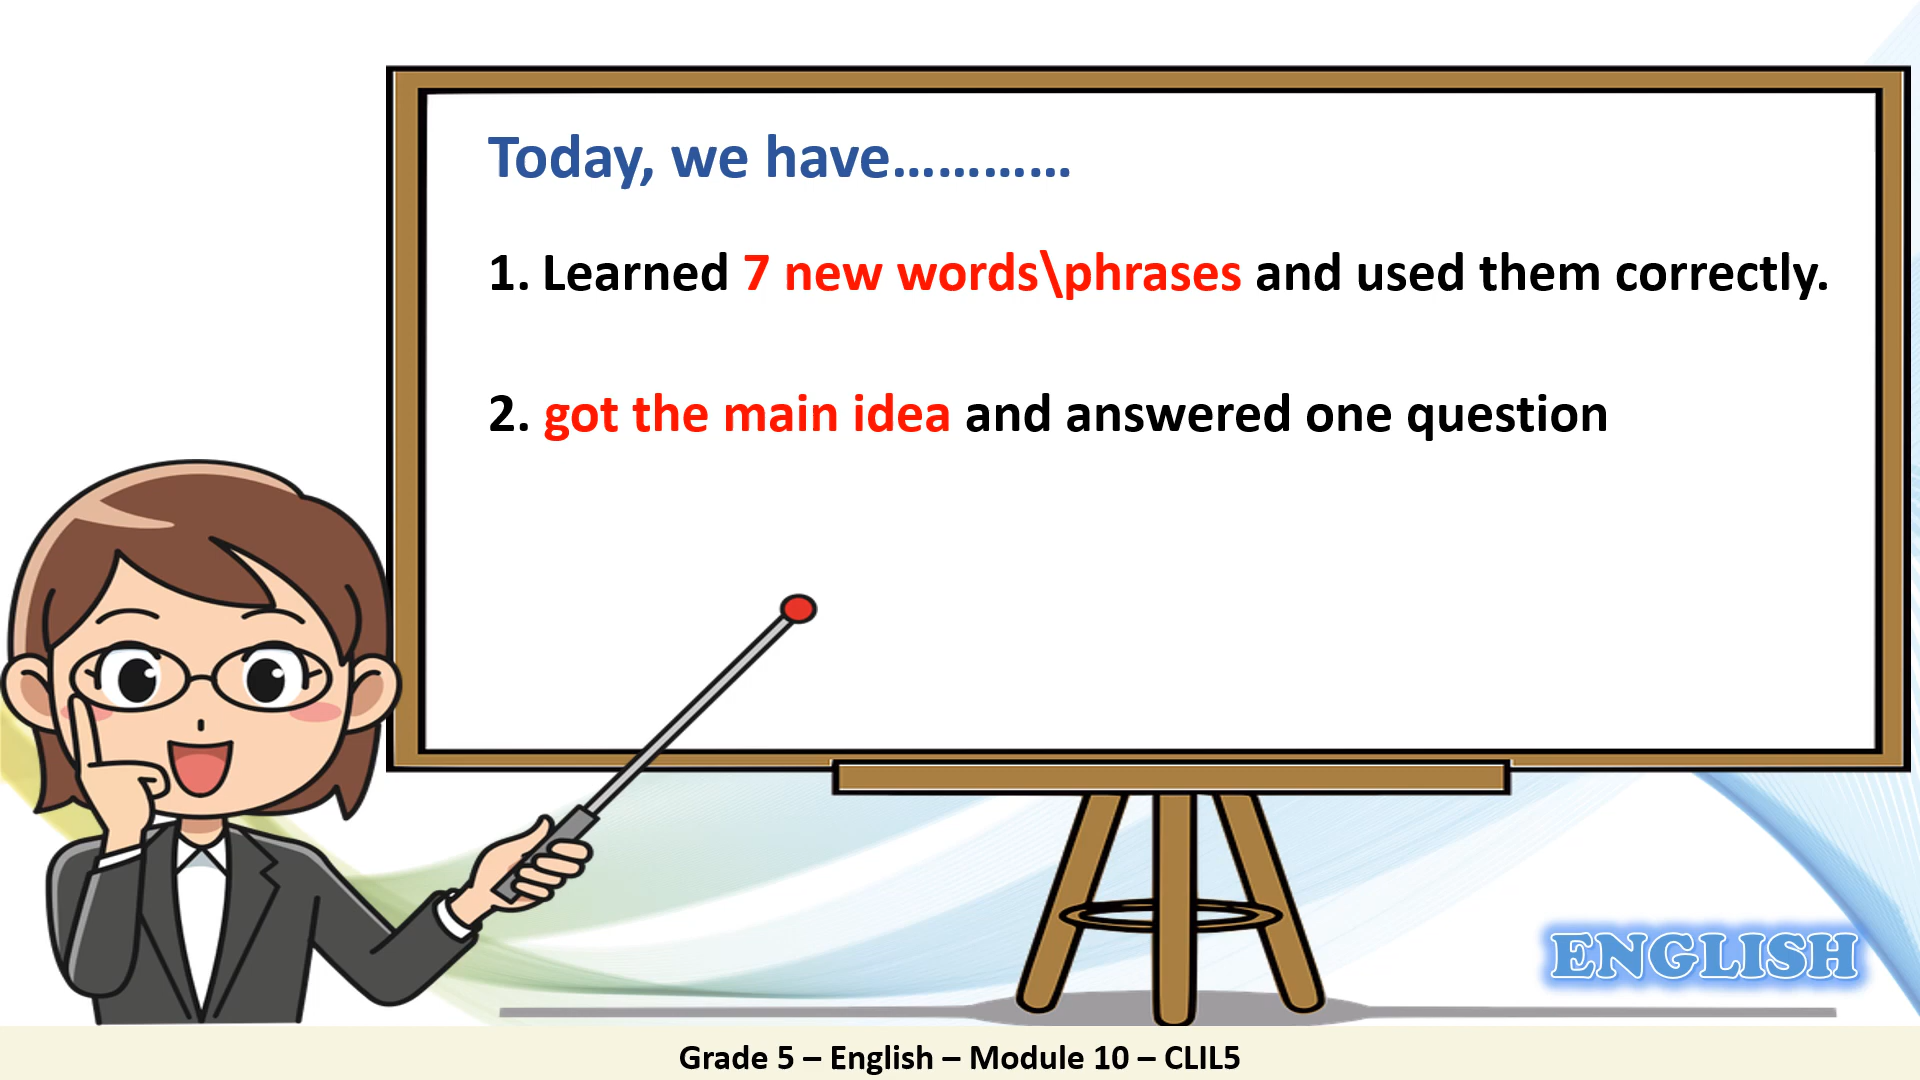 Today, we have............
1. Learned 7 new words\phrases and used them correctly.
2. got the main idea and answered one question
ENGLISH
Grade 5 – English – Module 10 – CLIL5